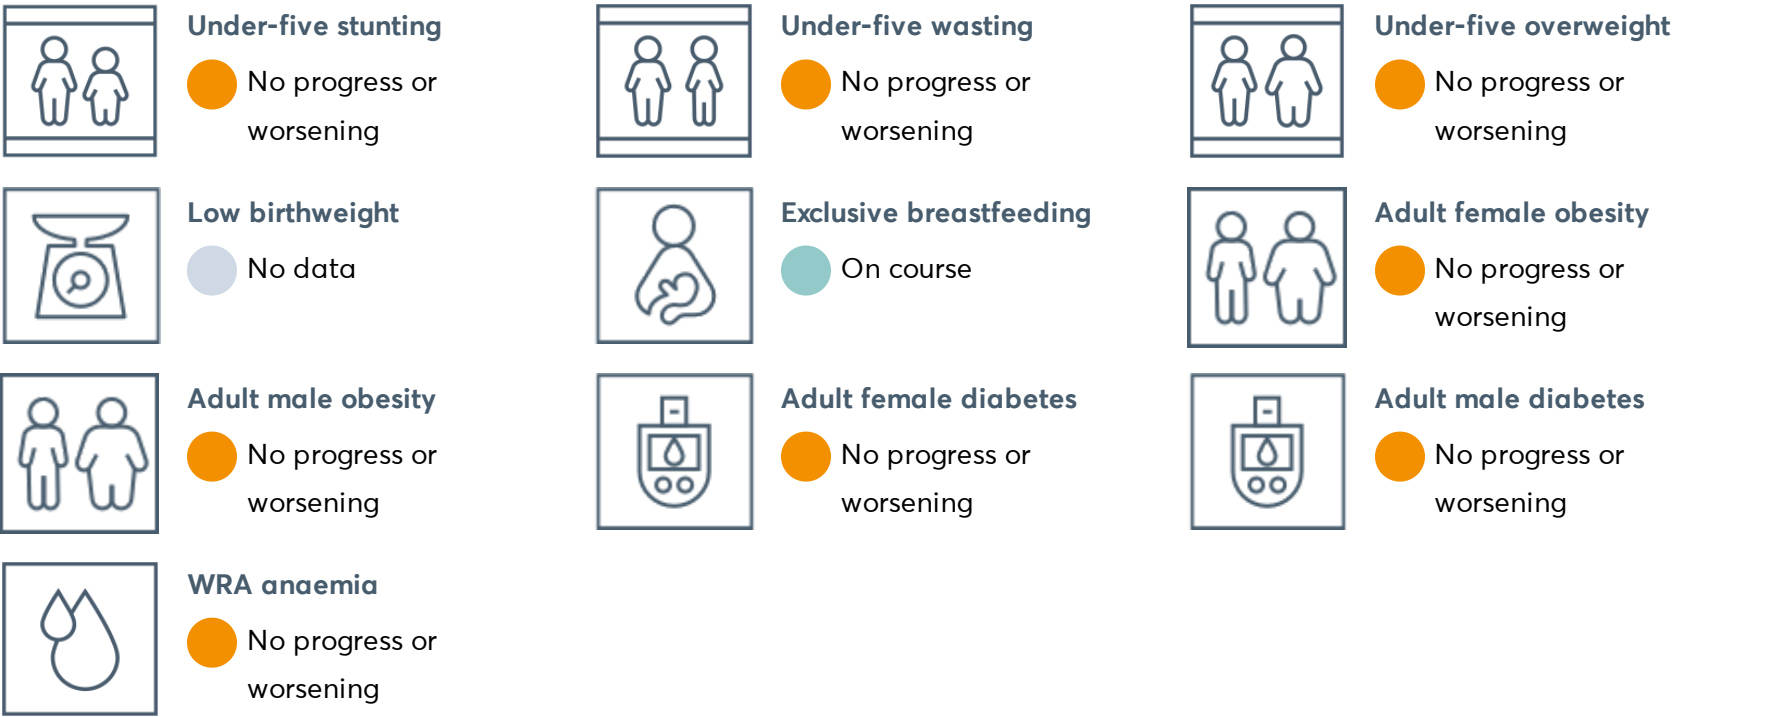 Under-five stunting
No progress or
worsening
Under-five wasting
No progress or
worsening
Under-five overweight
No progress or
worsening
Low birthweight
No data
Exclusive breastfeeding
On course
Adult female obesity
No progress or
worsening
Adult male obesity
No progress or
worsening
Adult female diabetes
No progress or
worsening
Adult male diabetes
No progress or
worsening
WRA anaemia
No progress or
worsening